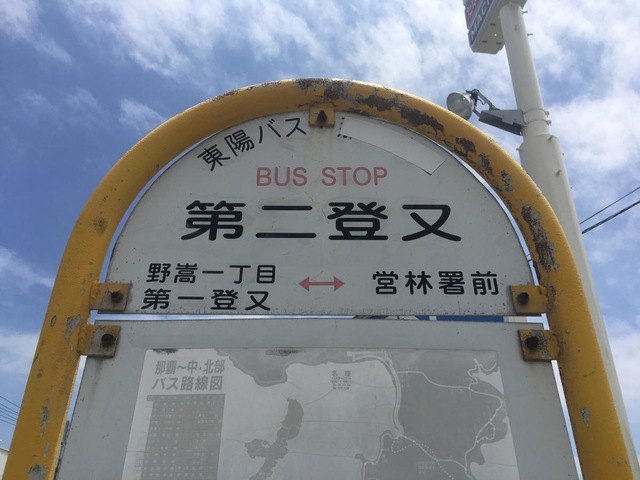 東陽バス
BUS STOP
第二登又
野嵩一丁目
第一登又
↔
営林署前
那覇～中・北部
バス路線図